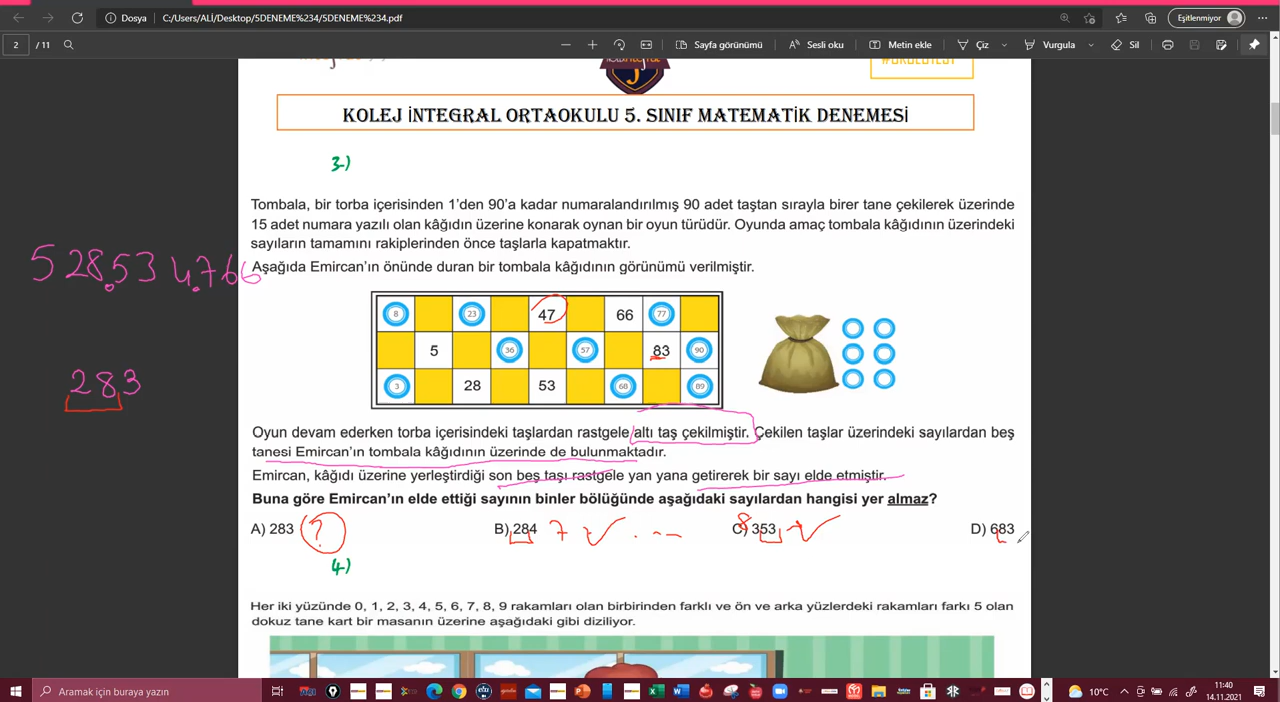 Dosya C:/Users/ALİ/Desktop/5DENEME%234/5DENEME%234.pdf Eşitlenmiyor
2 / 11 Sayfa görünümü Sesli oku Metin ekle Çiz Vurgula Sil
#OKULDTEST
KOLEJ İNTEGRAL ORTAOKULU 5. SINIF MATEMATİK DENEMESİ
3)
Tombala, bir torba içerisinden 1'den 90'a kadar numaralandırılmış 90 adet taştan sırayla birer tane çekilerek üzerinde
15 adet numara yazılı olan kâğıdın üzerine konarak oynan bir oyun türüdür. Oyunda amaç tombala kâğıdının üzerindeki
sayıların tamamını rakiplerinden önce taşlarla kapatmaktır.
52853 4766
Aşağıda Emircan'ın önünde duran bir tombala kâğıdının görünümü verilmiştir.
8 23 47 66 77
5 36 57 83 90
3 28 53 68 89
283
Oyun devam ederken torba içerisindeki taşlardan rastgele altı taş çekilmiştir. Çekilen taşlar üzerindeki sayılardan beş
tanesi Emircan'ın tombala kâğıdının üzerinde de bulunmaktadır.
Emircan, kâğıdı üzerine yerleştirdiği son beş taşı rastgele yan yana getirerek bir sayı elde etmiştir.
Buna göre Emircan'ın elde ettiği sayının binler bölüğünde aşağıdaki sayılardan hangisi yer almaz?
A) 283 ? B) 284 7 C) 353 8 D) 683
4)
Her iki yüzünde 0, 1, 2, 3, 4, 5, 6, 7, 8, 9 rakamları olan birbirinden farklı ve ön ve arka yüzlerdeki rakamları farkı 5 olan
dokuz tane kart bir masanın üzerine aşağıdaki gibi diziliyor.
Aramak için buraya yazın 10°C 11:40
14.11.2021